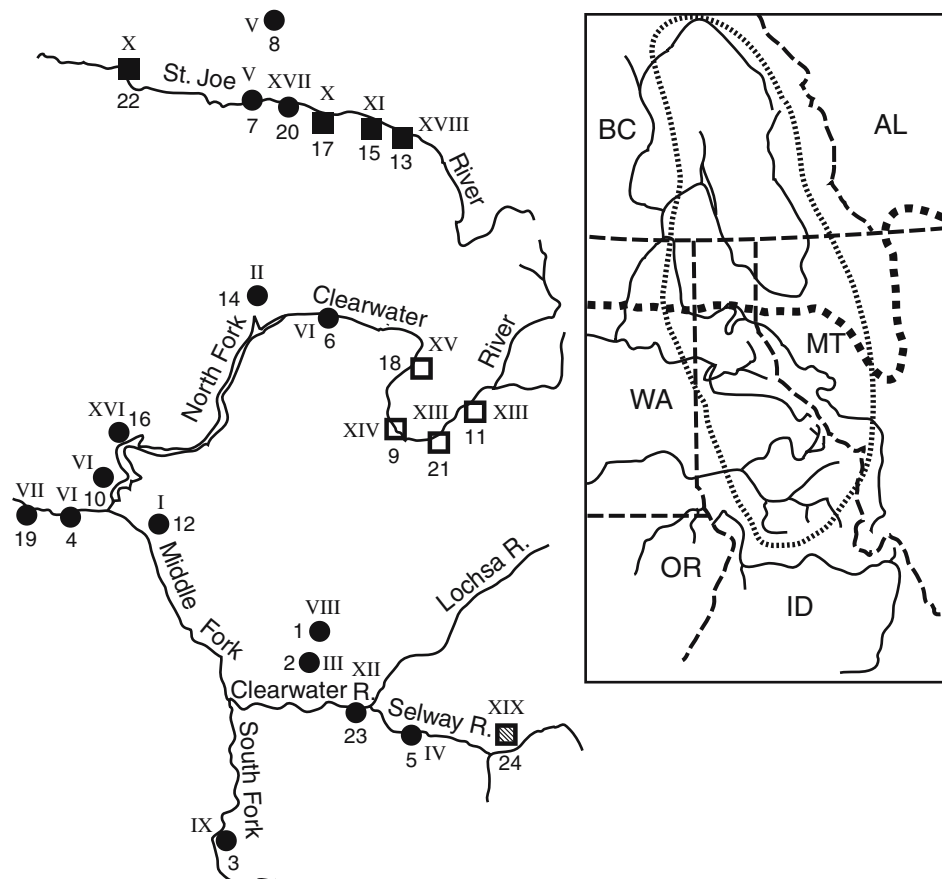 V
8
X
St. Joe
V
XVII
X
XI
XVIII
22
7
20
17
15
13
River
II
14
Clearwater
VI
6
North Fork
18
XV
River
XVI
16
XIV
XIII
XIII
9
21
11
VI
10
VII
VI
19
4
I
12
Middle
Fork
Lochsa R.
VIII
1
2
III
XII
Clearwater R.
23
Selway R.
XIX
5
IV
24
South Fork
IX
3
BC
AL
MT
WA
OR
ID